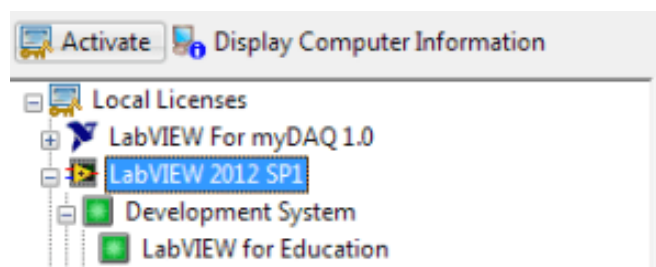 Activate Display Computer Information
Local Licenses
LabVIEW For myDAQ 1.0
LabVIEW 2012 SP1
Development System
LabVIEW for Education